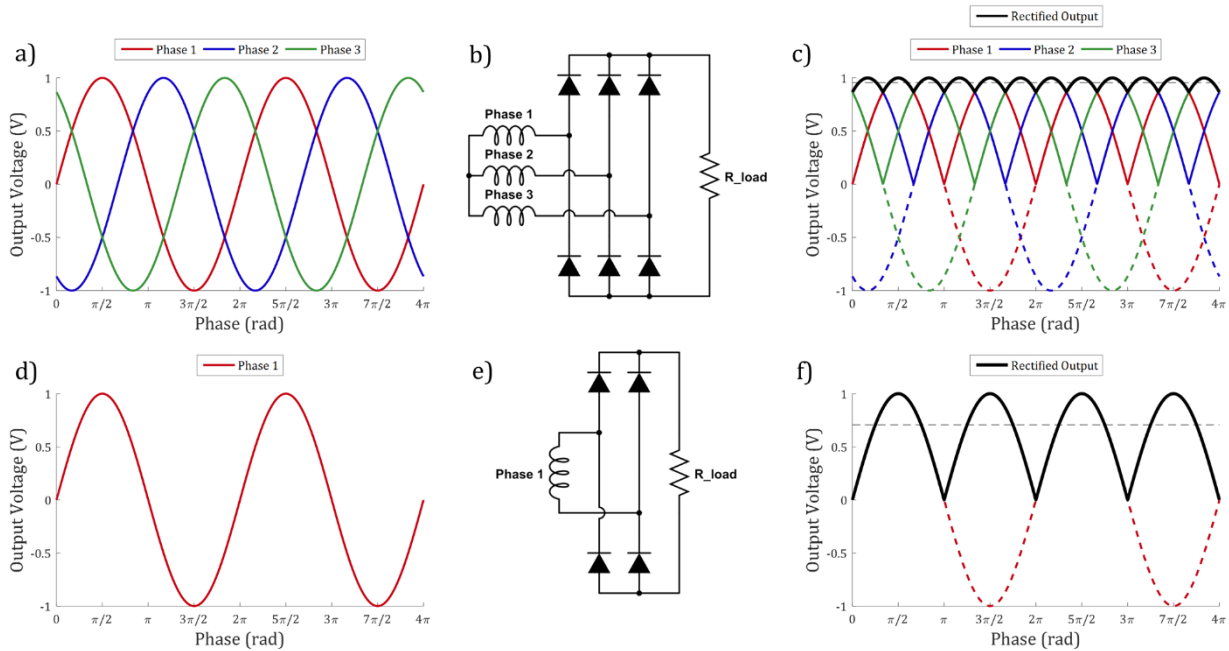 a)
Phase 1 Phase 2 Phase 3
Output Voltage (V)
1
0.5
0
-0.5
-1
0 π/2 π 3π/2 2π 5π/2 3π 7π/2 4π
Phase (rad)
b)
Phase 1
Phase 2
Phase 3
R_load
c)
Rectified Output
Phase 1 Phase 2 Phase 3
Output Voltage (V)
1
0.5
0
-0.5
-1
0 π/2 π 3π/2 2π 5π/2 3π 7π/2 4π
Phase (rad)
d)
Phase 1
Output Voltage (V)
1
0.5
0
-0.5
-1
0 π/2 π 3π/2 2π 5π/2 3π 7π/2 4π
Phase (rad)
e)
Phase 1
R_load
f)
Rectified Output
Output Voltage (V)
1
0.5
0
-0.5
-1
0 π/2 π 3π/2 2π 5π/2 3π 7π/2 4π
Phase (rad)